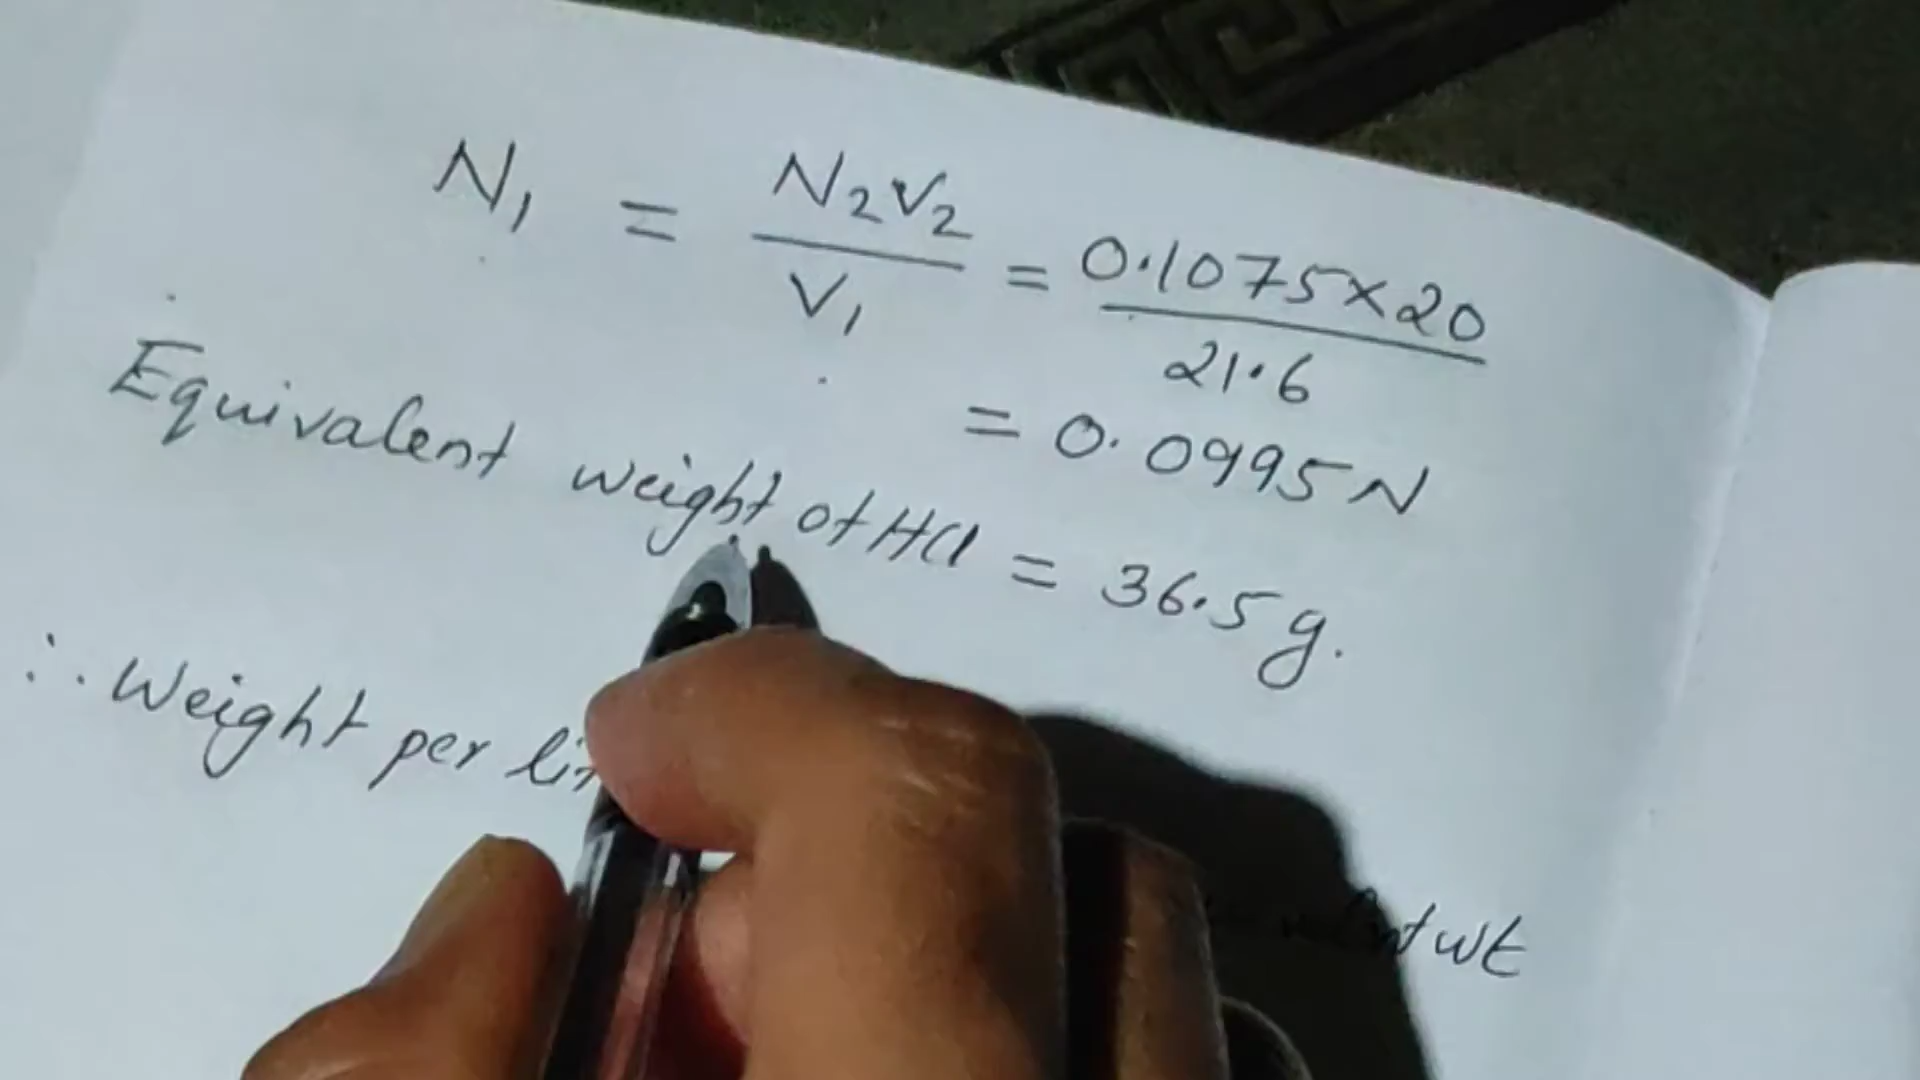 N₁ = N₂V₂ / V₁ = 0.1075 × 20 / 21.6
= 0.0995 N
Equivalent weight of HCl = 36.5 g.
∴ Weight per
wt